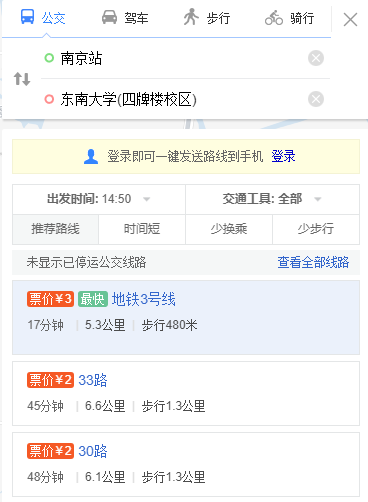 公交 驾车 步行 骑行
南京站
东南大学(四牌楼校区)
登录即可一键发送路线到手机 登录
出发时间: 14:50 交通工具: 全部
推荐路线 时间短 少换乘 少步行
未显示已停运公交线路 查看全部线路
票价¥3 最快 地铁3号线
17分钟 | 5.3公里 | 步行480米
票价¥2 33路
45分钟 | 6.6公里 | 步行1.3公里
票价¥2 30路
48分钟 | 6.1公里 | 步行1.3公里